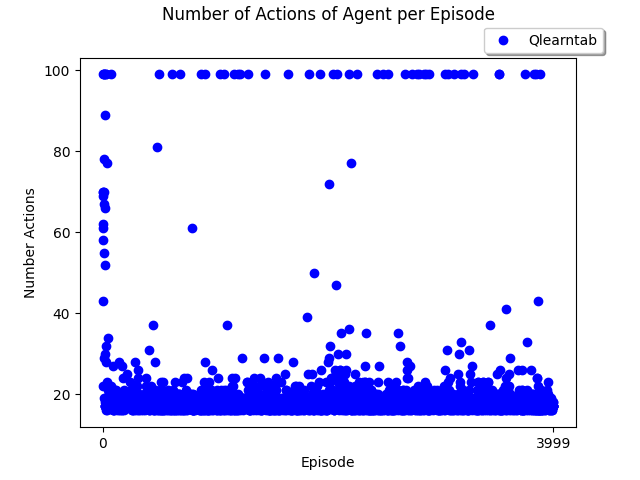 Number of Actions of Agent per Episode
Qlearntab
100
80
60
40
20
Number Actions
0
3999
Episode